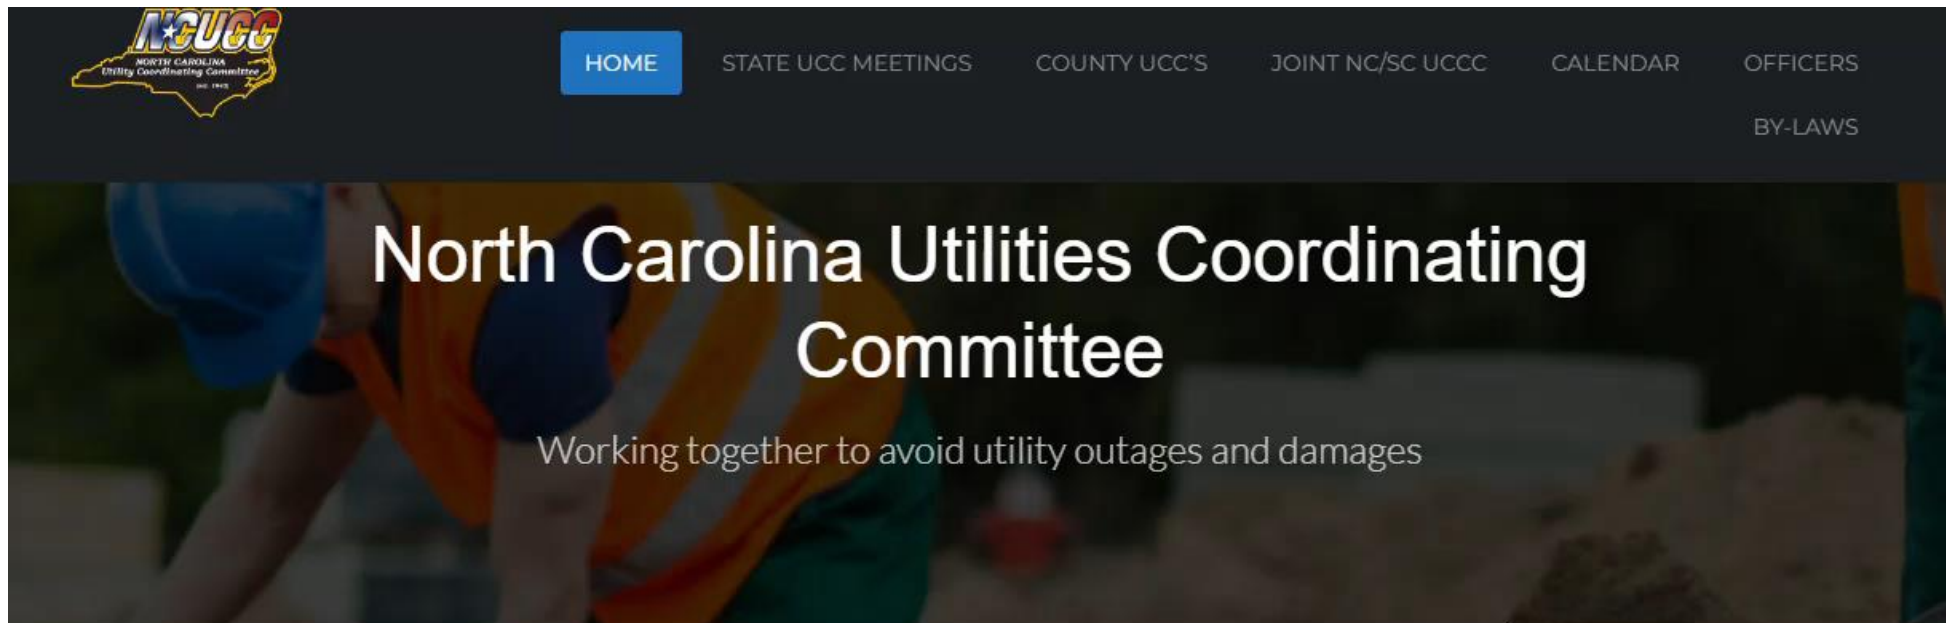 NCUCC
NORTH CAROLINA
Utility Coordinating Committee
HOME STATE UCC MEETINGS COUNTY UCC'S JOINT NC/SC UCCC CALENDAR OFFICERS
BY-LAWS
North Carolina Utilities Coordinating
Committee
Working together to avoid utility outages and damages